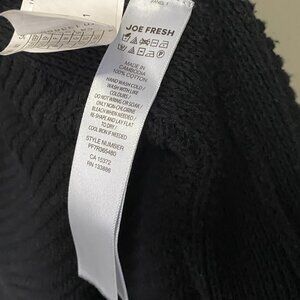 JOE FRESH
MADE IN
CAMBODIA
100% COTTON
HAND WASH COLD /
WASH WITH LIKE
COLOURS /
DO NOT WRING OR SOAK /
ONLY NON-CHLORINE
BLEACH WHEN NEEDED /
RE-SHAPE AND LAY FLAT
TO DRY /
COOL IRON IF NEEDED
STYLE NUMBER
CA 15372
RN 133886